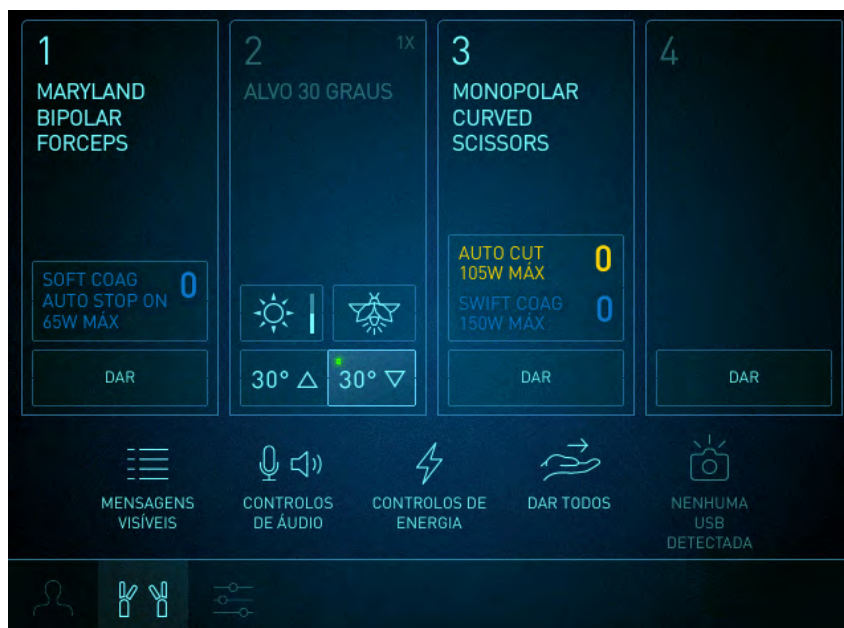 1
MARYLAND
BIPOLAR
FORCEPS
SOFT COAG
AUTO STOP ON
65W MÁX
0
DAR
2
1X
ALVO 30 GRAUS
30° △
30° ▽
3
MONOPOLAR
CURVED
SCISSORS
AUTO CUT
105W MÁX
0
SWIFT COAG
150W MÁX
0
DAR
4
DAR
MENSAGENS
VISÍVEIS
CONTROLOS
DE ÁUDIO
CONTROLOS DE
ENERGIA
DAR TODOS
NENHUMA
USB
DETECTADA